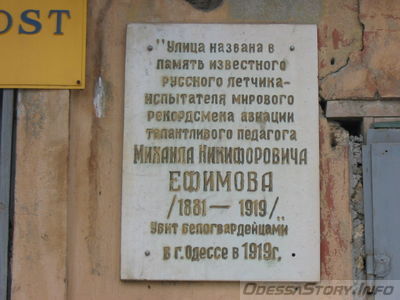 OST
"Улица названа в
память известного
русского летчика-
испытателя мирового
рекордсмена авиации
талантливого педагога
Михаила Никифоровича
ЕФИМОВА
/1881 — 1919/
Убит белогвардейцами"
в г. Одессе в 1919г.
OdessaStory.Info